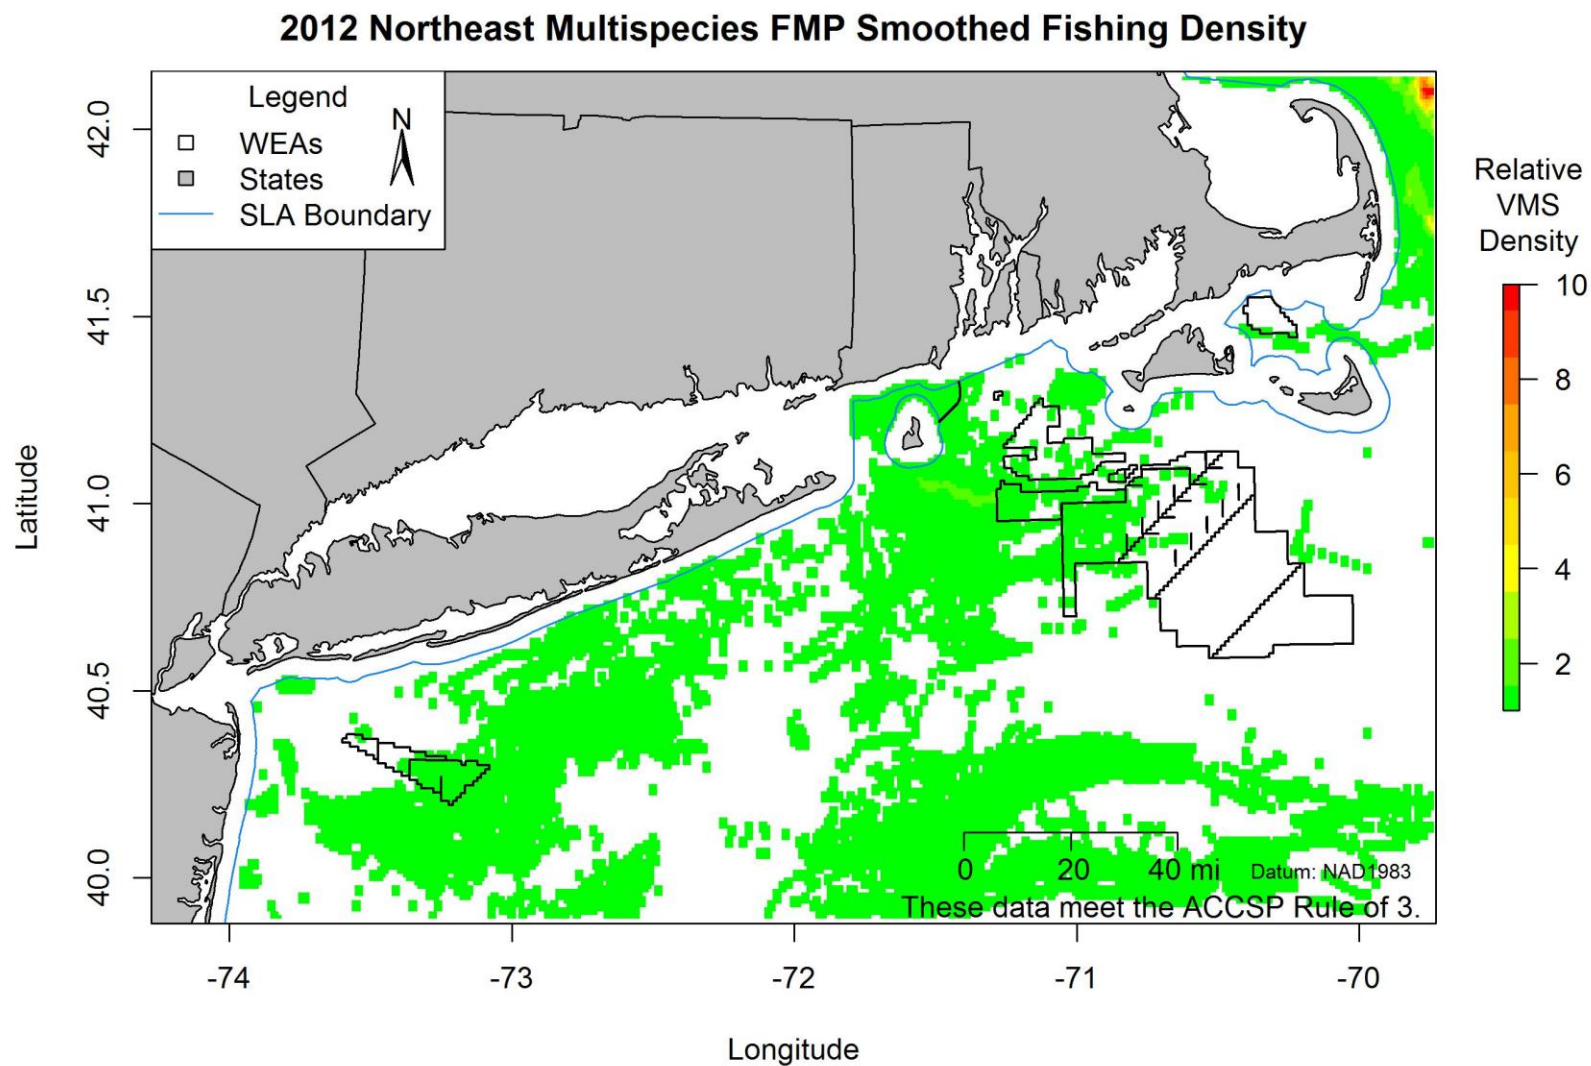 2012 Northeast Multispecies FMP Smoothed Fishing Density
Legend
N
WEAs
States
SLA Boundary
Relative
VMS
Density
10
8
6
4
2
Latitude
42.0
41.5
41.0
40.5
40.0
0 20 40 mi
Datum: NAD1983
These data meet the ACCSP Rule of 3.
-74 -73 -72 -71 -70
Longitude